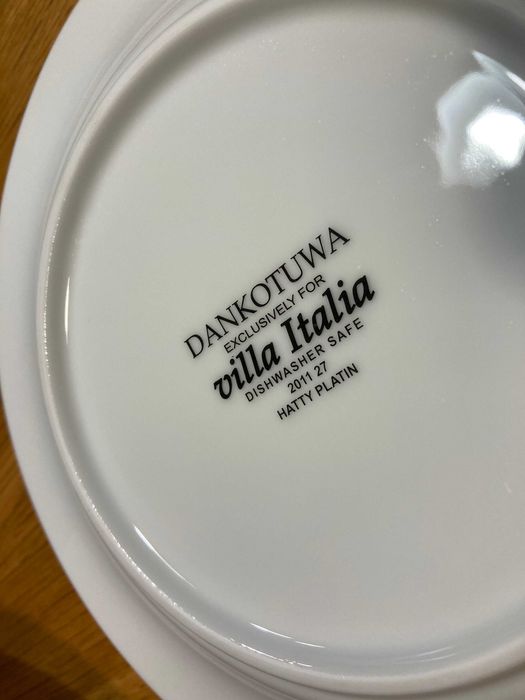 DANKOTUWA
EXCLUSIVELY FOR
villa Italia
DISHWASHER SAFE
2011 27
HATTY PLATIN